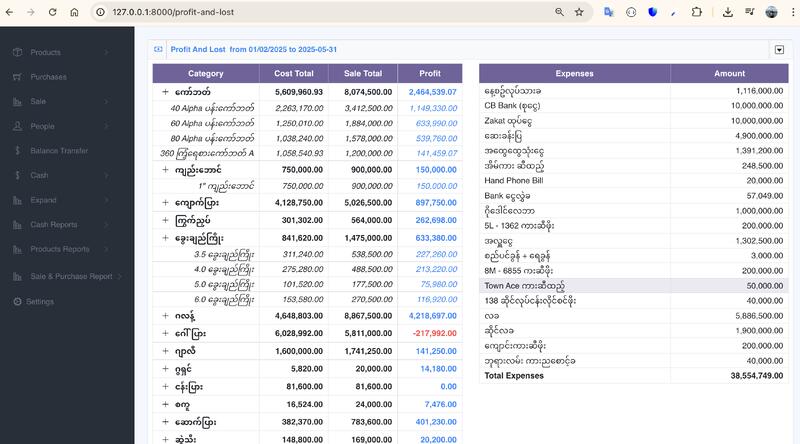 127.0.0.1:8000/profit-and-lost
Products
Purchases
Sale
People
Balance Transfer
Cash
Expand
Cash Reports
Products Reports
Sale & Purchase Report
Settings
Profit And Lost from 01/02/2025 to 2025-05-31
Category Cost Total Sale Total Profit
ကော်ဘတ် 5,609,960.93 8,074,500.00 2,464,539.07
40 Alpha ပန်းကော်ဘတ် 2,263,170.00 3,412,500.00 1,149,330.00
60 Alpha ပန်းကော်ဘတ် 1,250,010.00 1,884,000.00 633,990.00
80 Alpha ပန်းကော်ဘတ် 1,038,240.00 1,578,000.00 539,760.00
360 ကြံ့ရေစားကော်ဘတ် A 1,058,540.93 1,200,000.00 141,459.07
ကျည်းဘောင် 750,000.00 900,000.00 150,000.00
1" ကျည်းဘောင် 750,000.00 900,000.00 150,000.00
ကျောက်ပြား 4,128,750.00 5,026,500.00 897,750.00
ကြွက်ညှပ် 301,302.00 564,000.00 262,698.00
ခွေးချည်ကြိုး 841,620.00 1,475,000.00 633,380.00
3.5 ခွေးချည်ကြိုး 311,240.00 538,500.00 227,260.00
4.0 ခွေးချည်ကြိုး 275,280.00 488,500.00 213,220.00
5.0 ခွေးချည်ကြိုး 101,520.00 177,500.00 75,980.00
6.0 ခွေးချည်ကြိုး 153,580.00 270,500.00 116,920.00
ဂလန့် 4,648,803.00 8,867,500.00 4,218,697.00
ဂေါ်ပြား 6,028,992.00 5,811,000.00 -217,992.00
ဂျာလီ 1,600,000.00 1,741,250.00 141,250.00
ဂွရှင် 5,820.00 20,000.00 14,180.00
ငန်းပြား 81,600.00 81,600.00 0.00
စကူ 16,524.00 24,000.00 7,476.00
ဆောက်ပြား 382,370.00 783,600.00 401,230.00
ဆွဲသီး 148,800.00 169,000.00 20,200.00
Expenses Amount
နေ့စဉ်လုပ်သားခ 1,116,000.00
CB Bank (စုငွေ) 10,000,000.00
Zakat ထုပ်ငွေ 10,000,000.00
ဆေးခန်းပြ 4,900,000.00
အထွေထွေသုံးငွေ 1,391,200.00
အိမ်ကား ဆီထည့် 248,500.00
Hand Phone Bill 20,000.00
Bank ငွေလွှဲခ 57,049.00
ဂိုဒေါင်လေဘာ 1,000,000.00
5L - 1362 ကားဆီဖိုး 200,000.00
အလှူငွေ 1,302,500.00
စည်ပင်ခွန် + ရေခွန် 3,000.00
8M - 6855 ကးဆီဖိုး 200,000.00
Town Ace ကားဆီထည့် 50,000.00
138 ဆိုင်လုပ်ငန်းလိုင်စင်ဖိုး 40,000.00
လခ 5,886,500.00
ဆိုင်လခ 1,900,000.00
ကျောင်းကားဆီဖိုး 200,000.00
ဘုရားလမ်း ကားညစောင့်ခ 40,000.00
Total Expenses 38,554,749.00